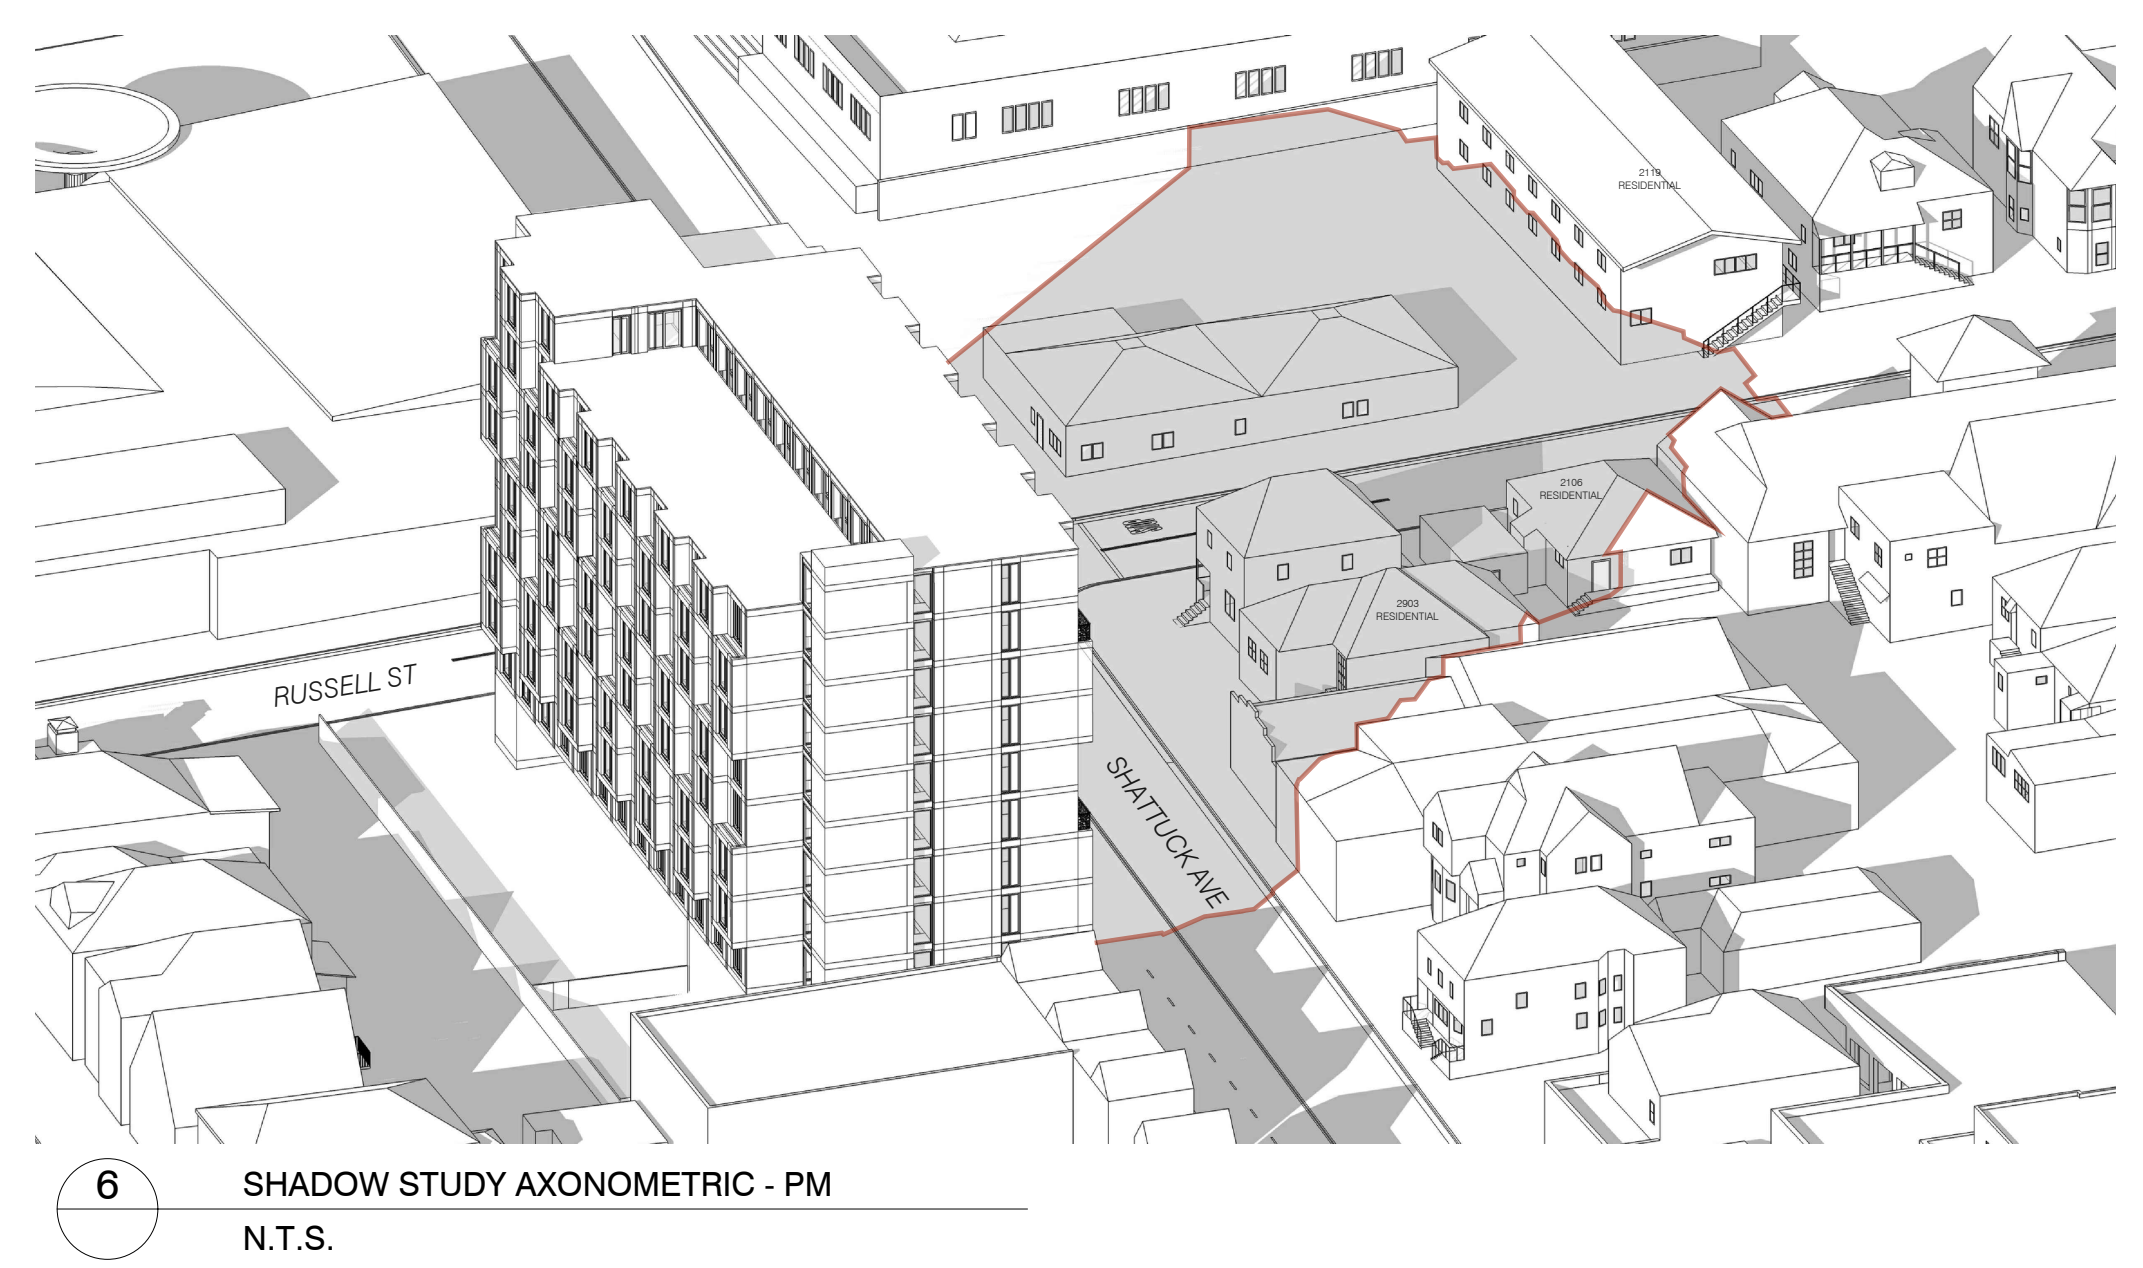 2119
RESIDENTIAL
2106
RESIDENTIAL
2903
RESIDENTIAL
RUSSELL ST
SHATTUCK AVE
6
SHADOW STUDY AXONOMETRIC - PM
N.T.S.